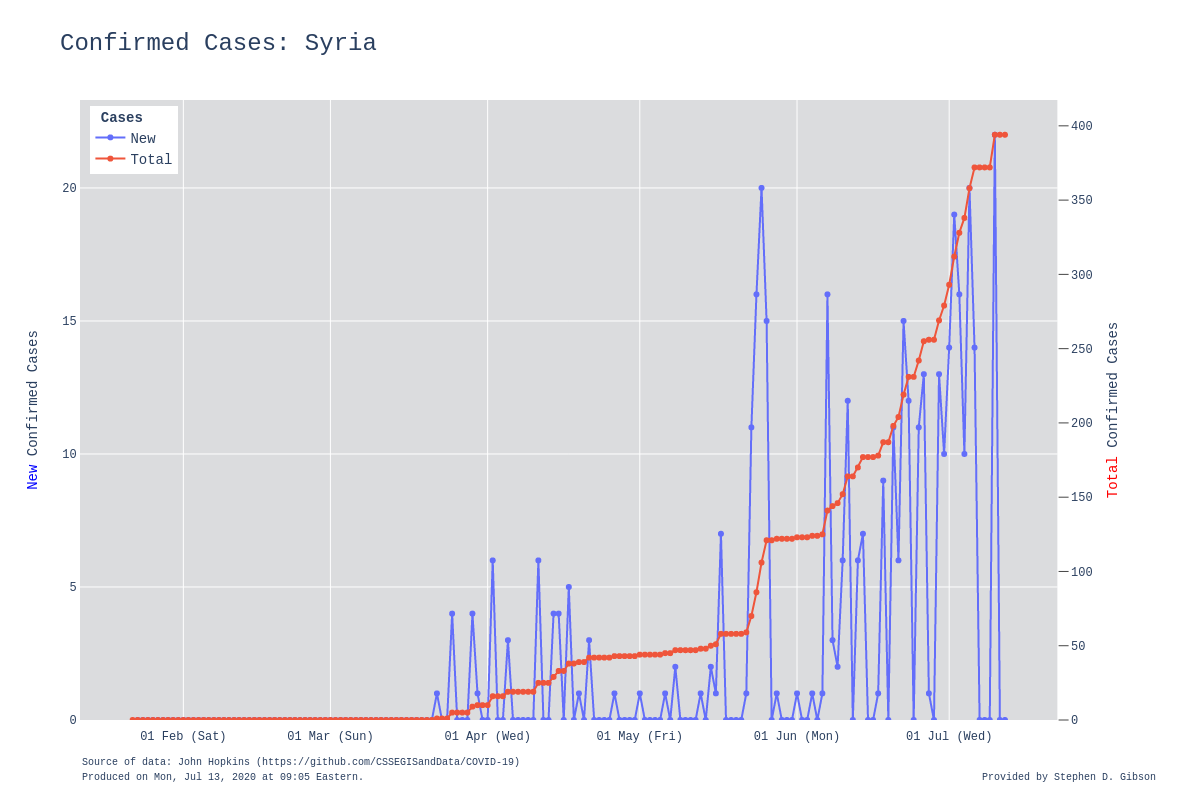 Confirmed Cases: Syria
Cases
New
Total
20
15
10
5
0
400
350
300
250
200
150
100
50
0
New Confirmed Cases
Total Confirmed Cases
01 Feb (Sat)
01 Mar (Sun)
01 Apr (Wed)
01 May (Fri)
01 Jun (Mon)
01 Jul (Wed)
Source of data: John Hopkins (https://github.com/CSSEGISandData/COVID-19)
Produced on Mon, Jul 13, 2020 at 09:05 Eastern.
Provided by Stephen D. Gibson